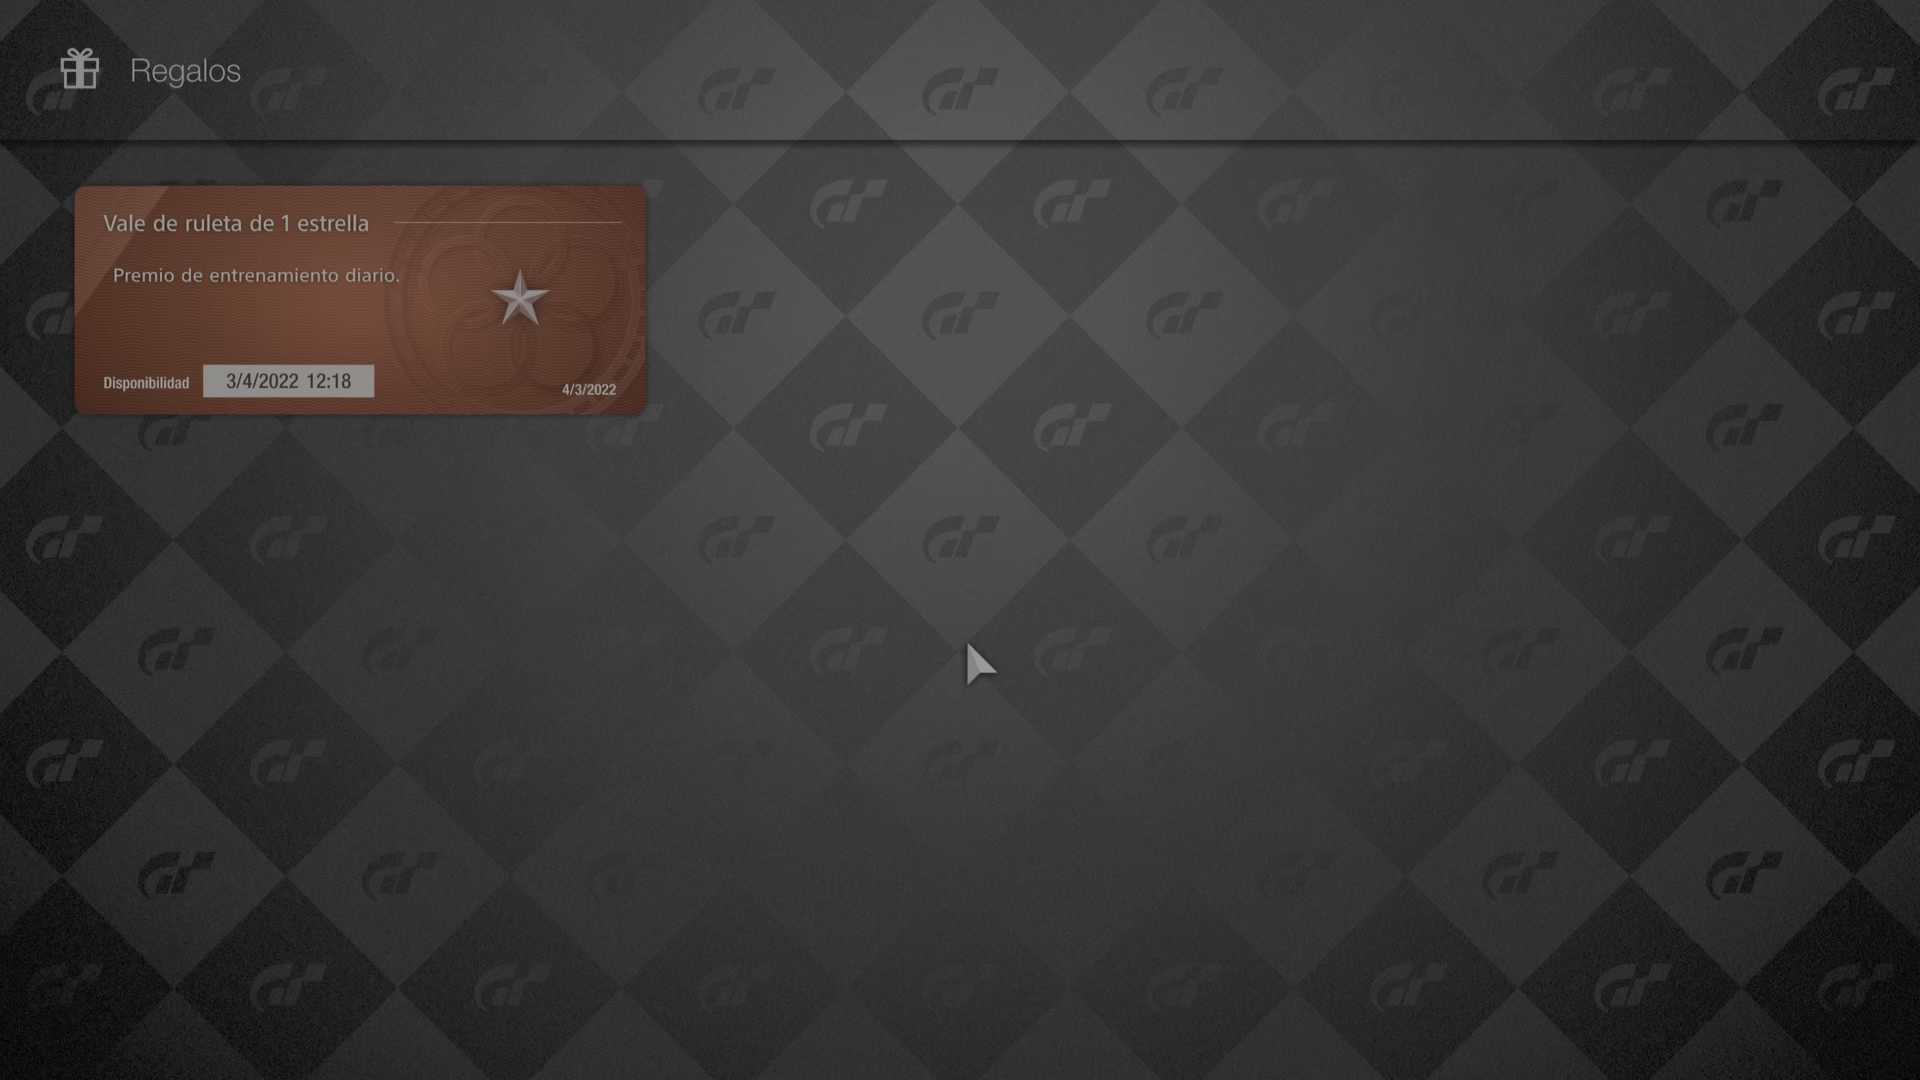 Regalos
Vale de ruleta de 1 estrella
Premio de entrenamiento diario.
Disponibilidad 3/4/2022 12:18
4/3/2022